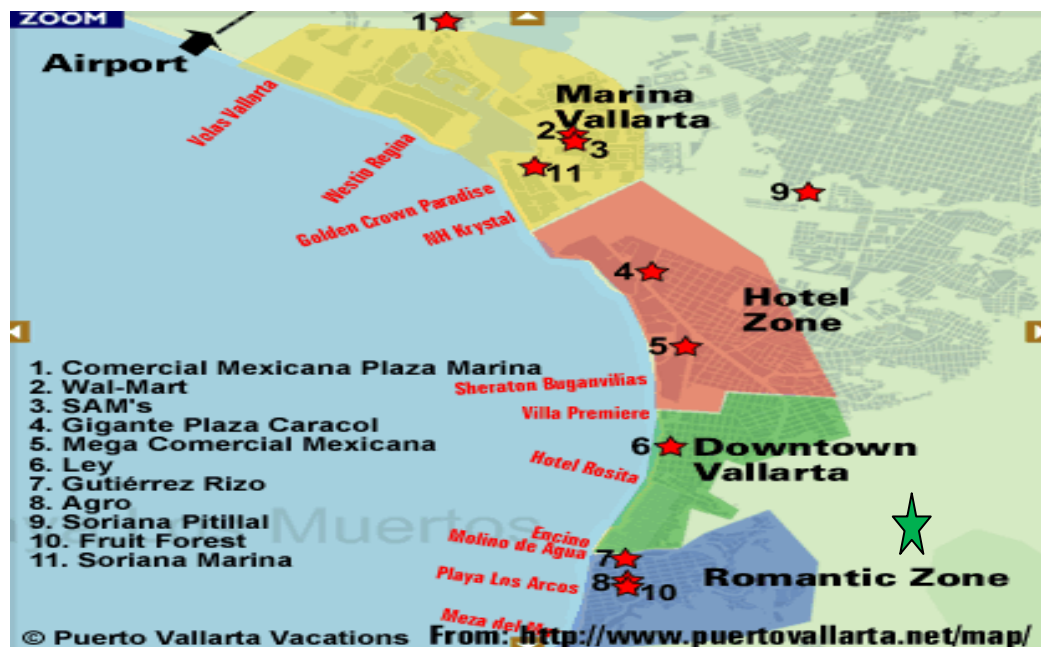 ZOOM
1
Airport
Velas Vallarta
Marina
Vallarta
2
3
11
Westin Regina
Golden Crown Paradise
NH Krystal
9
4
Hotel
Zone
5
1. Comercial Mexicana Plaza Marina
2. Wal-Mart
3. SAM's
4. Gigante Plaza Caracol
5. Mega Comercial Mexicana
6. Ley
7. Gutiérrez Rizo
8. Agro
9. Soriana Pitillal
10. Fruit Forest
11. Soriana Marina
Sheraton Buganvilias
Villa Premiere
6
Downtown
Vallarta
Hotel Rosita
Muertos
Encino
Molino de Agua
7
Playa Los Arcos
8
10
Romantic Zone
Meza del
© Puerto Vallarta Vacations
From: http://www.puertovallarta.net/map/